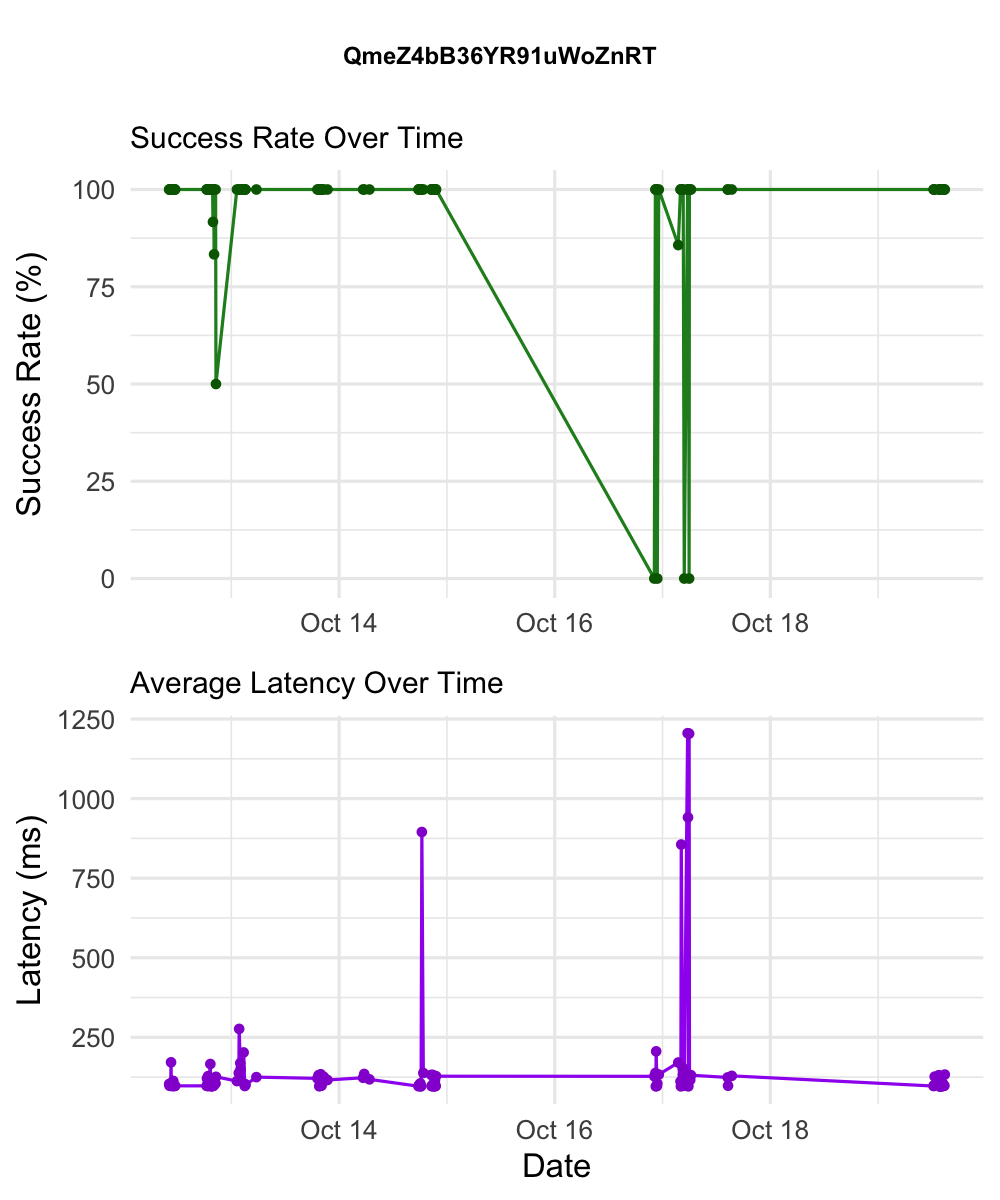 QmeZ4bB36YR91uWoZnRT
Success Rate Over Time
Success Rate (%)
100
75
50
25
0
Oct 14 Oct 16 Oct 18
Average Latency Over Time
Latency (ms)
1250
1000
750
500
250
Oct 14 Oct 16 Oct 18
Date